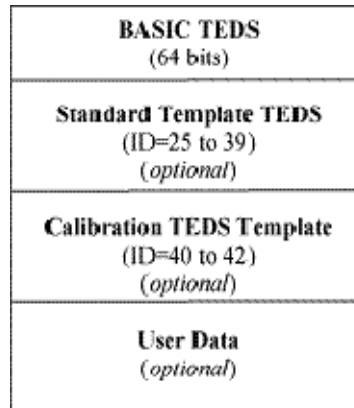 BASIC TEDS
(64 bits)
Standard Template TEDS
(ID=25 to 39)
(optional)
Calibration TEDS Template
(ID=40 to 42)
(optional)
User Data
(optional)